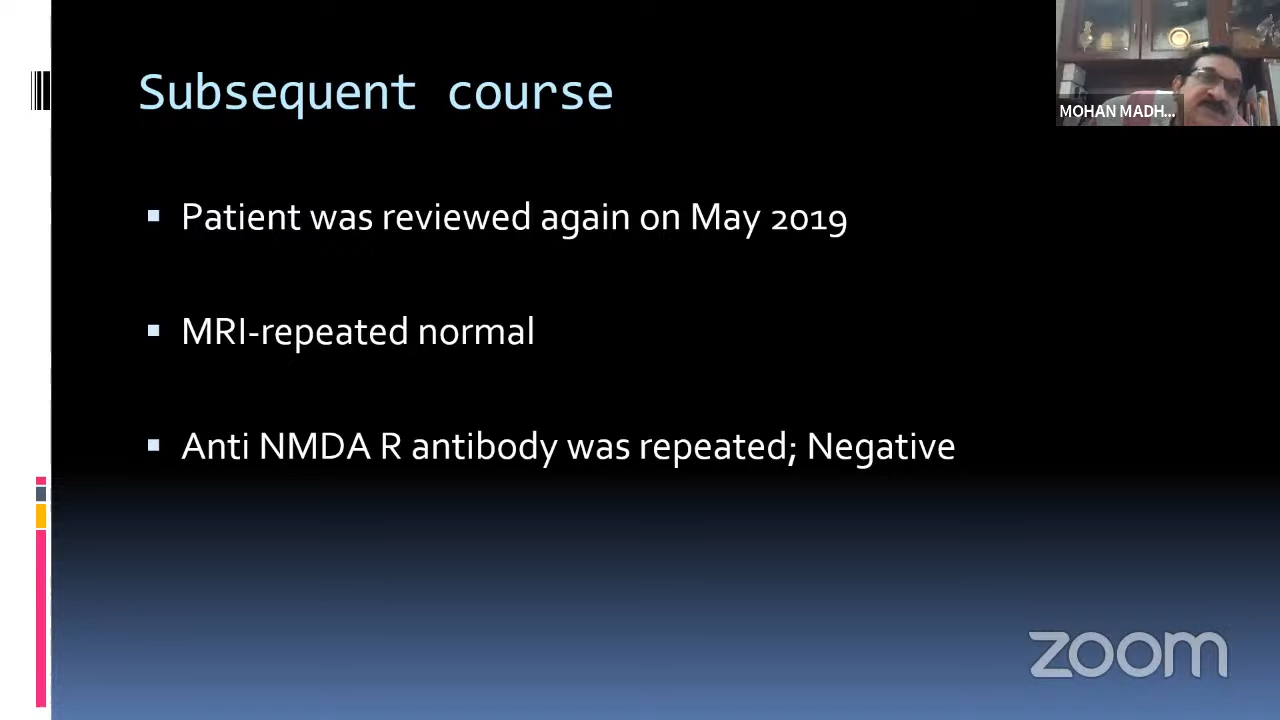 Subsequent course
MOHAN MADH...
Patient was reviewed again on May 2019
MRI-repeated normal
Anti NMDA R antibody was repeated; Negative
zoom